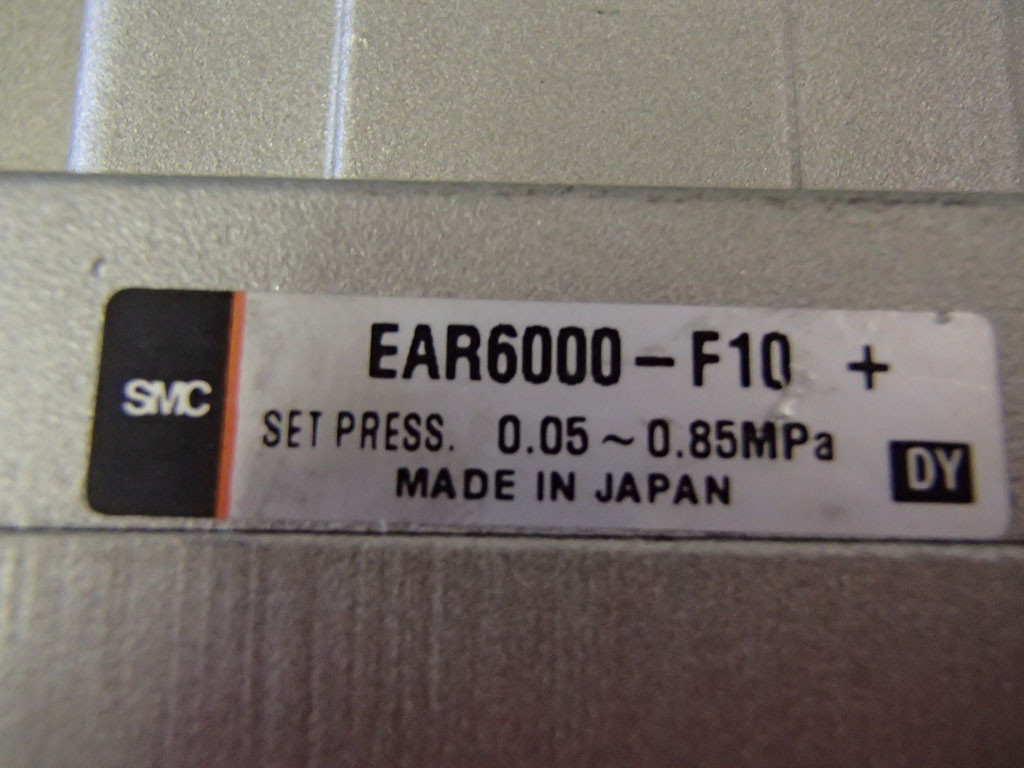 SMC
EAR6000-F10 +
SET PRESS. 0.05~0.85MPa
MADE IN JAPAN
DY